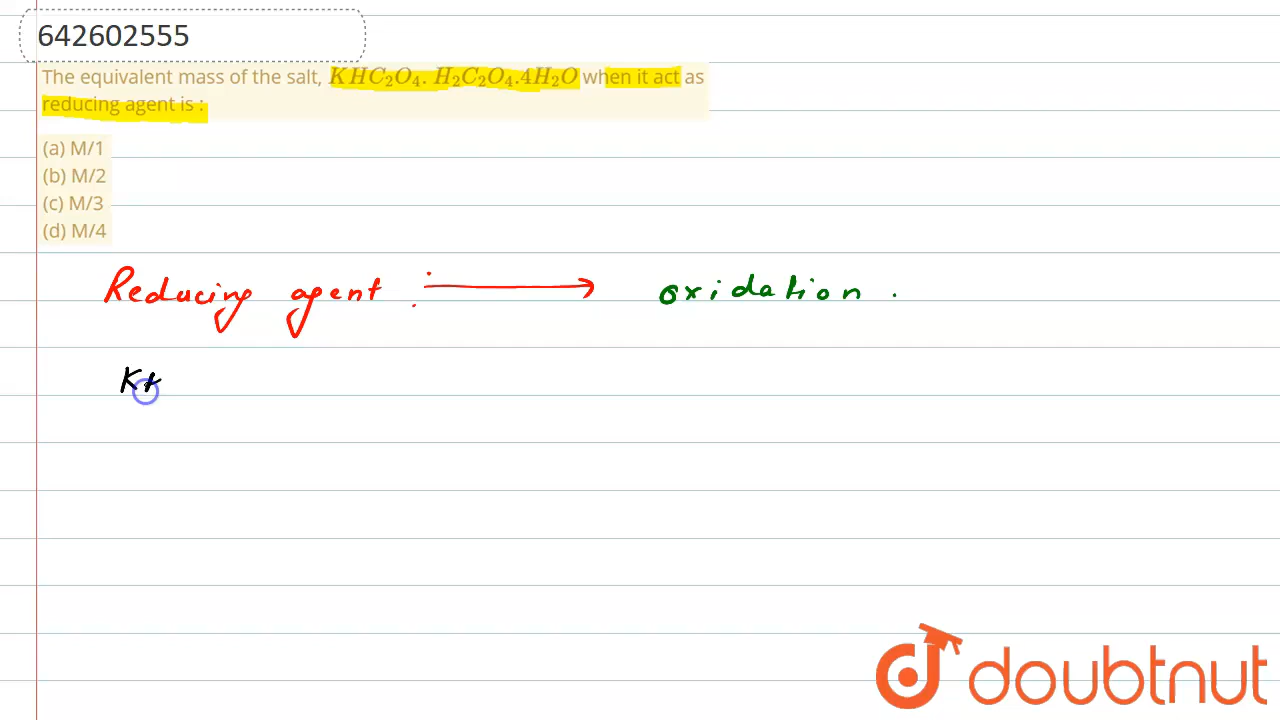 642602555
The equivalent mass of the salt, KHC₂O₄. H₂C₂O₄.4H₂O when it act as
reducing agent is :
(a) M/1
(b) M/2
(c) M/3
(d) M/4
Reducing agent : → oxidation .
KH
doubtnut